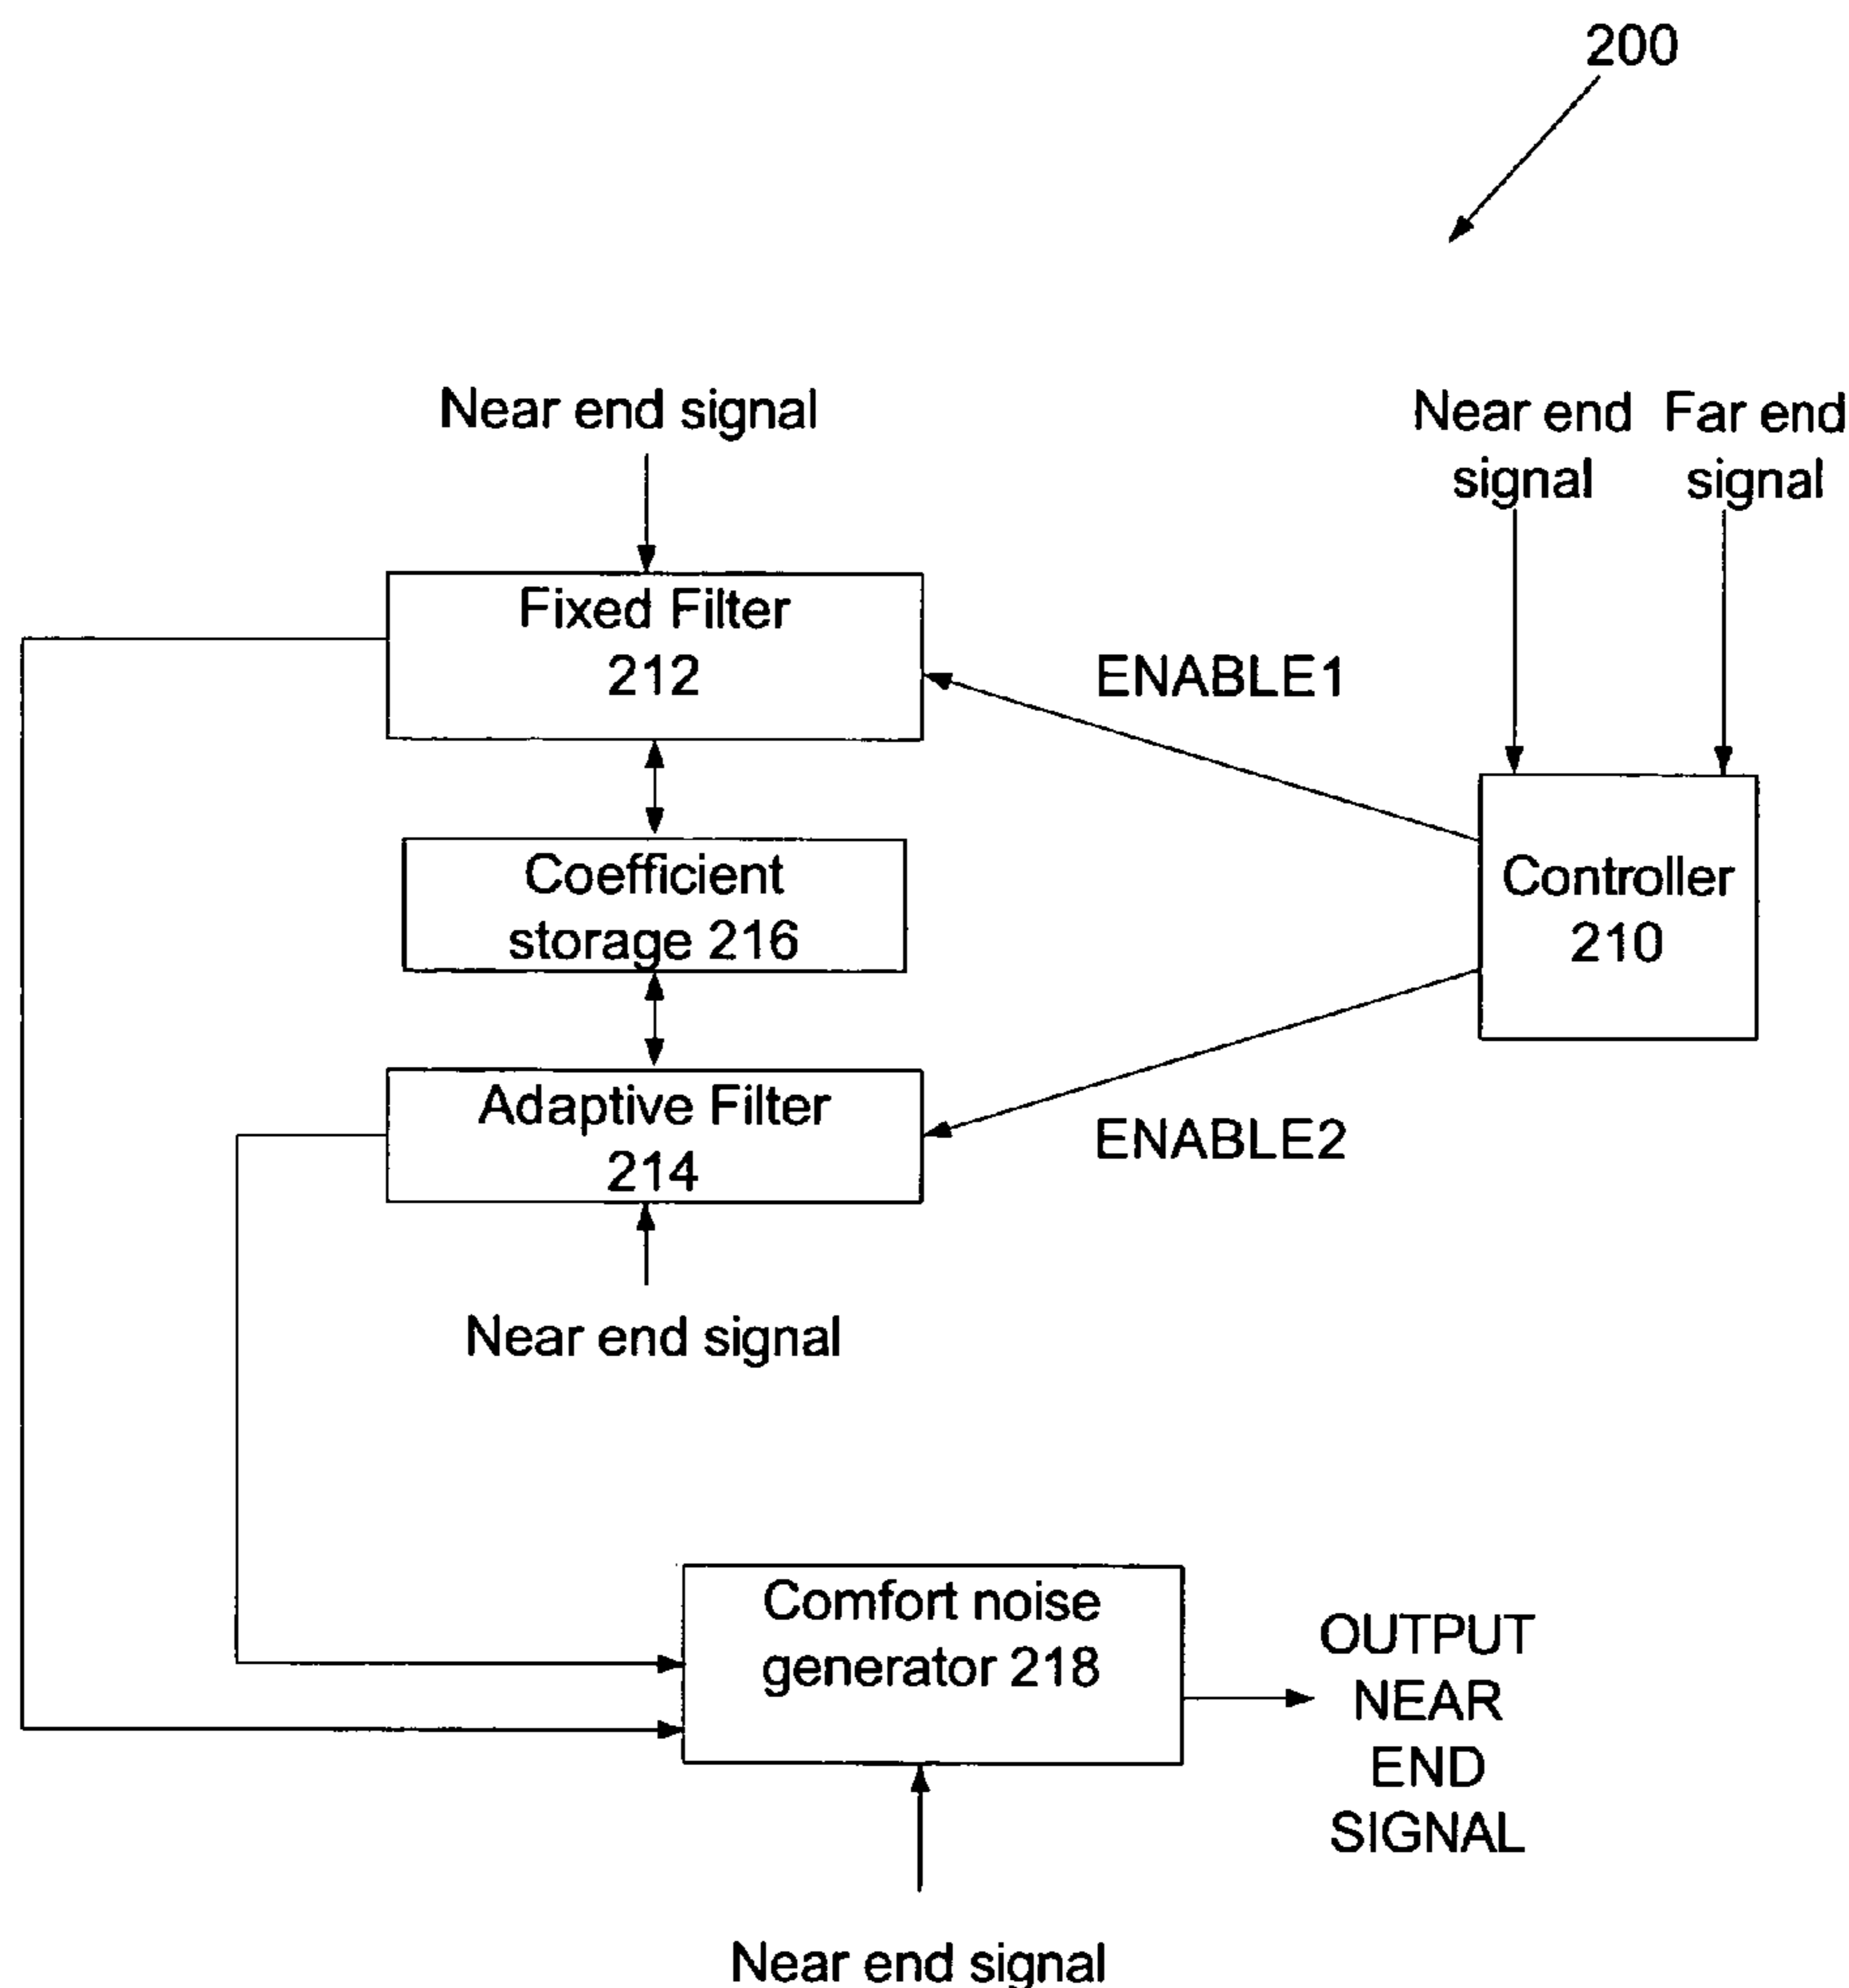 200
Near end signal
Near end Far end
signal signal
Fixed Filter
212
ENABLE1
Coefficient
storage 216
Controller
210
Adaptive Filter
214
ENABLE2
Near end signal
Comfort noise
generator 218
OUTPUT
NEAR
END
SIGNAL
Near end signal